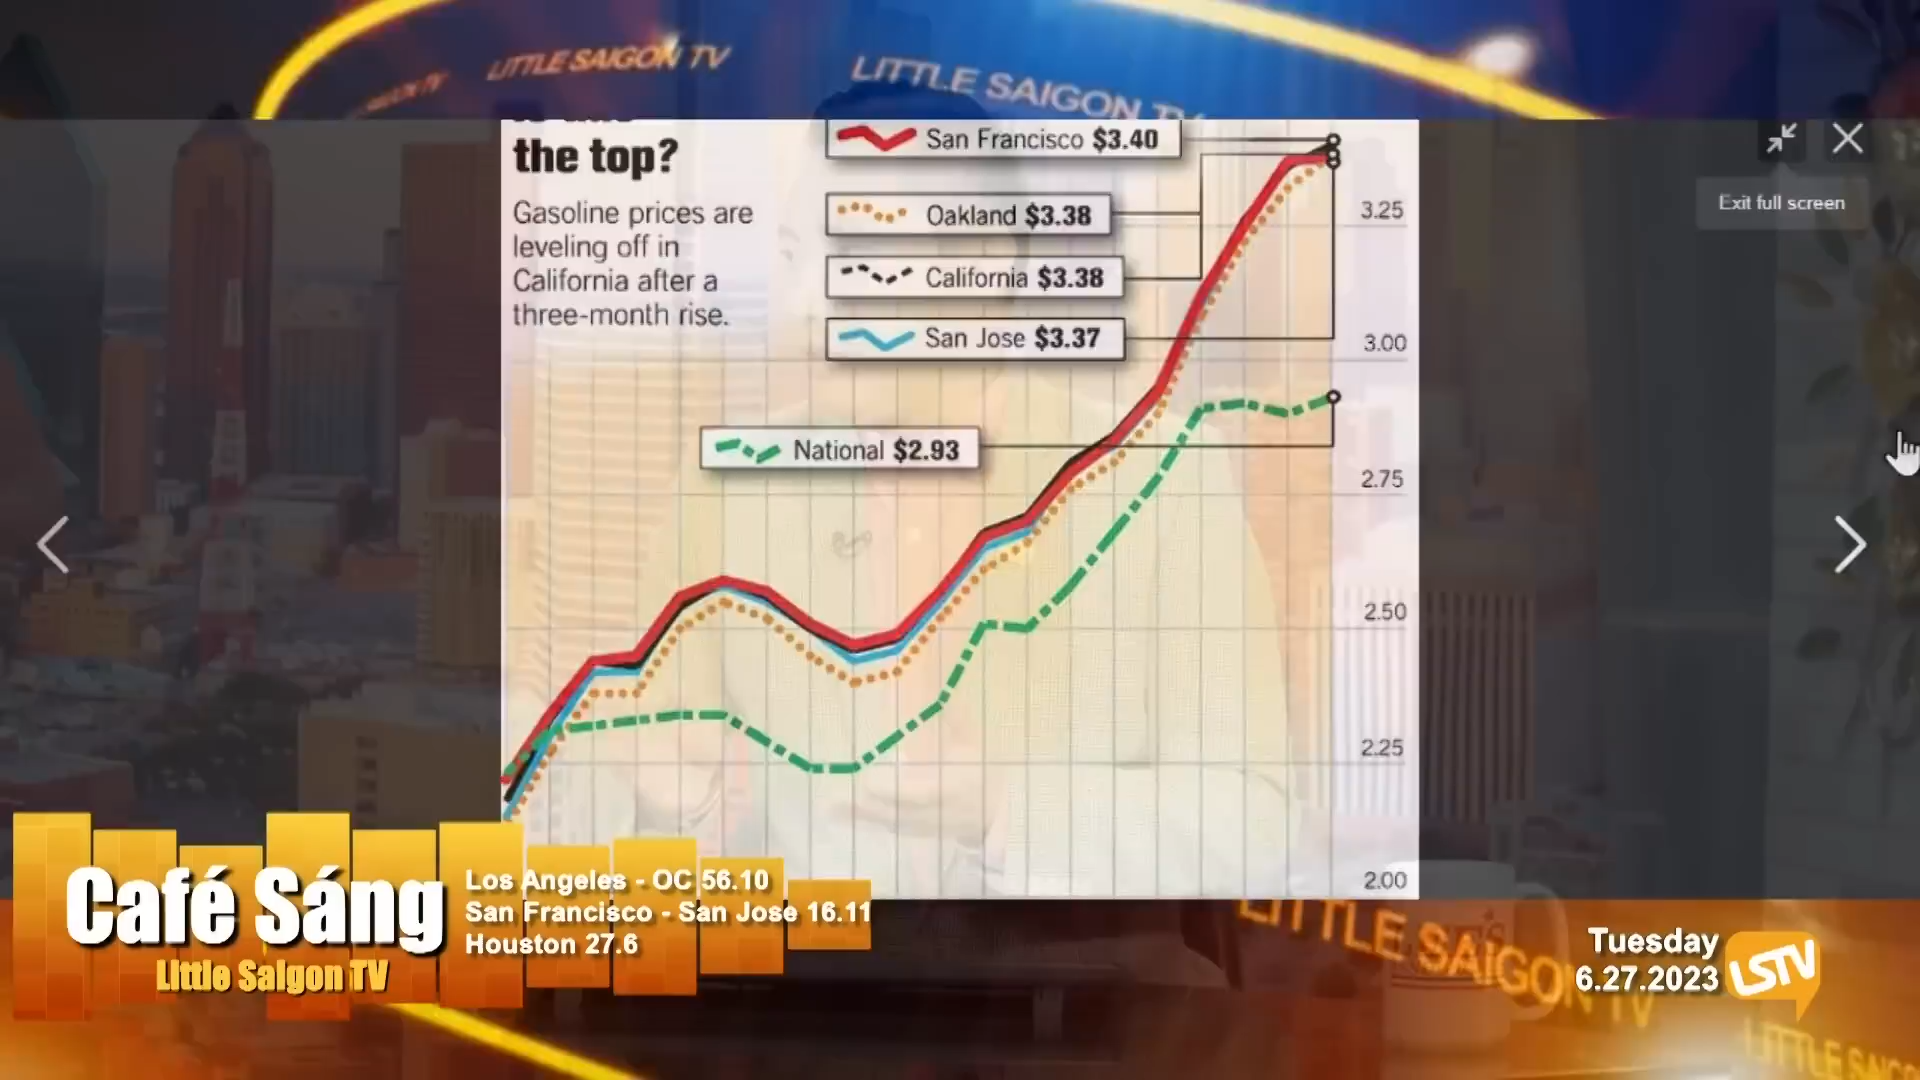 LITTLE SAIGON TV
LITTLE SAIGON TV
the top?
Gasoline prices are
leveling off in
California after a
three-month rise.
San Francisco $3.40
Oakland $3.38
California $3.38
San Jose $3.37
National $2.93
3.25
3.00
2.75
2.50
2.25
2.00
Exit full screen
Café Sáng
Little Saigon TV
Los Angeles - OC 56.10
San Francisco - San Jose 16.11
Houston 27.6
LITTLE SAIGON TV
Tuesday
6.27.2023
LSTV
LITTLE